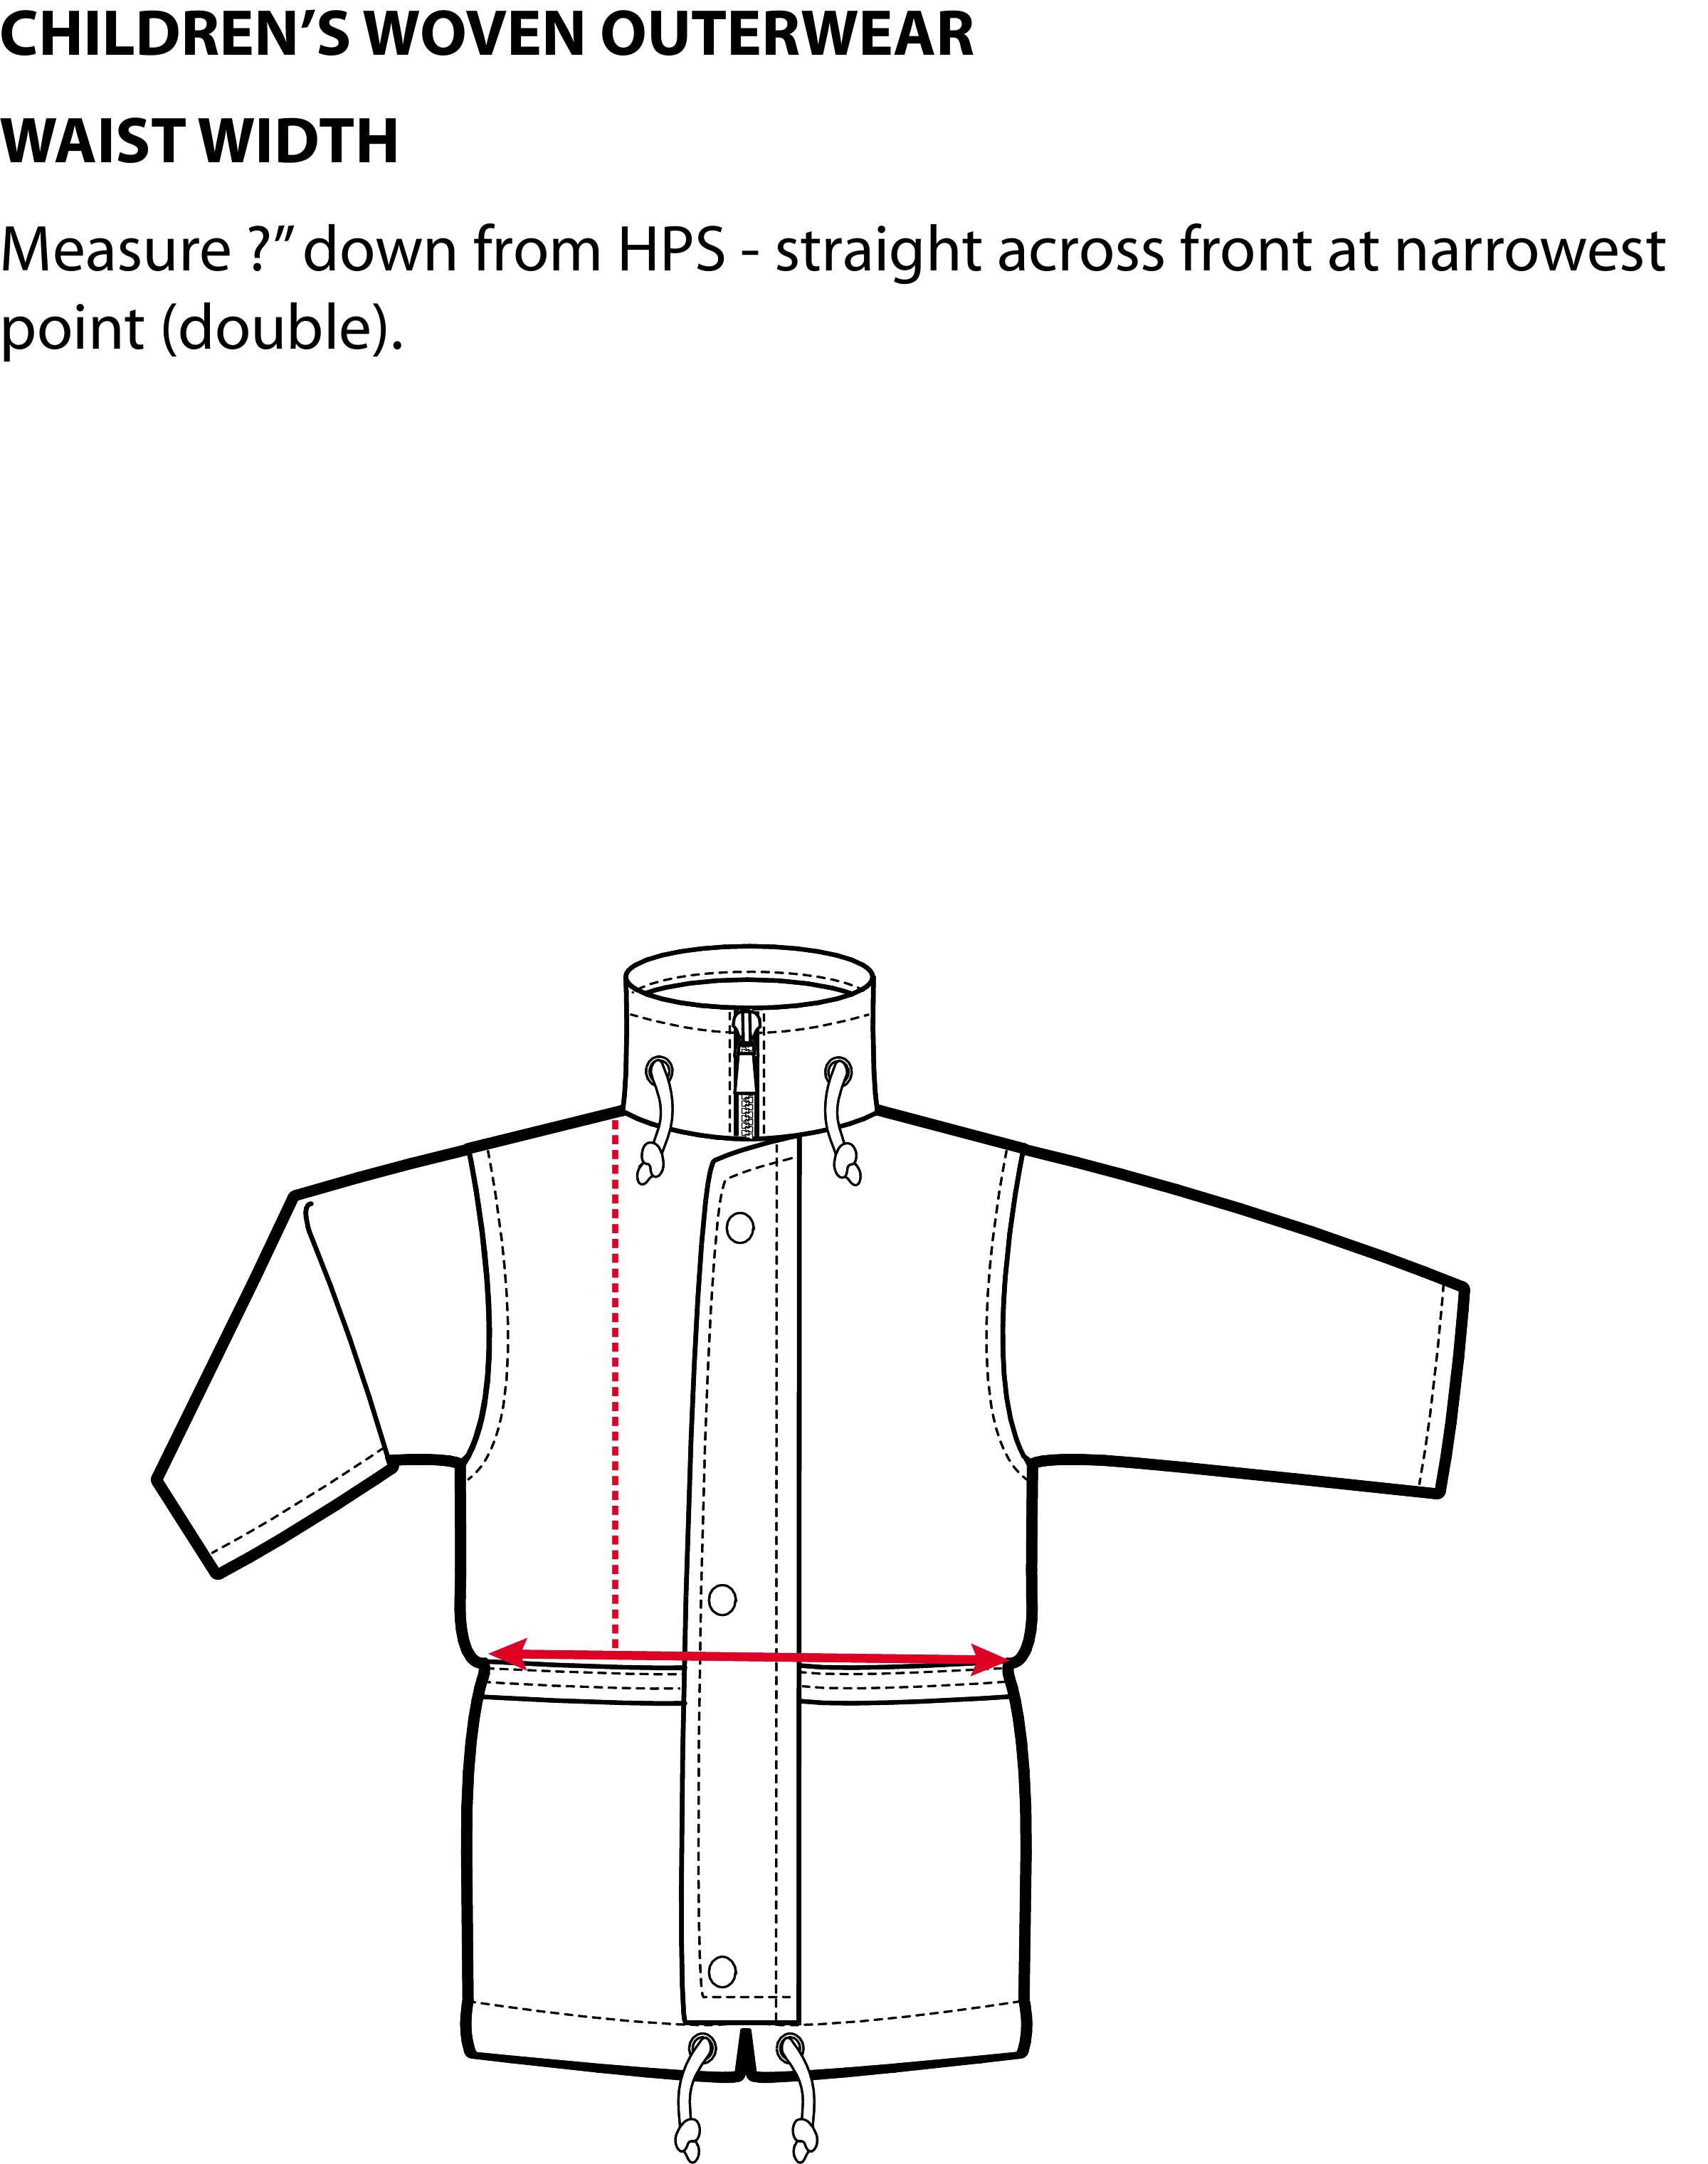 CHILDREN’S WOVEN OUTERWEAR
WAIST WIDTH
Measure ?” down from HPS - straight across front at narrowest
point (double).